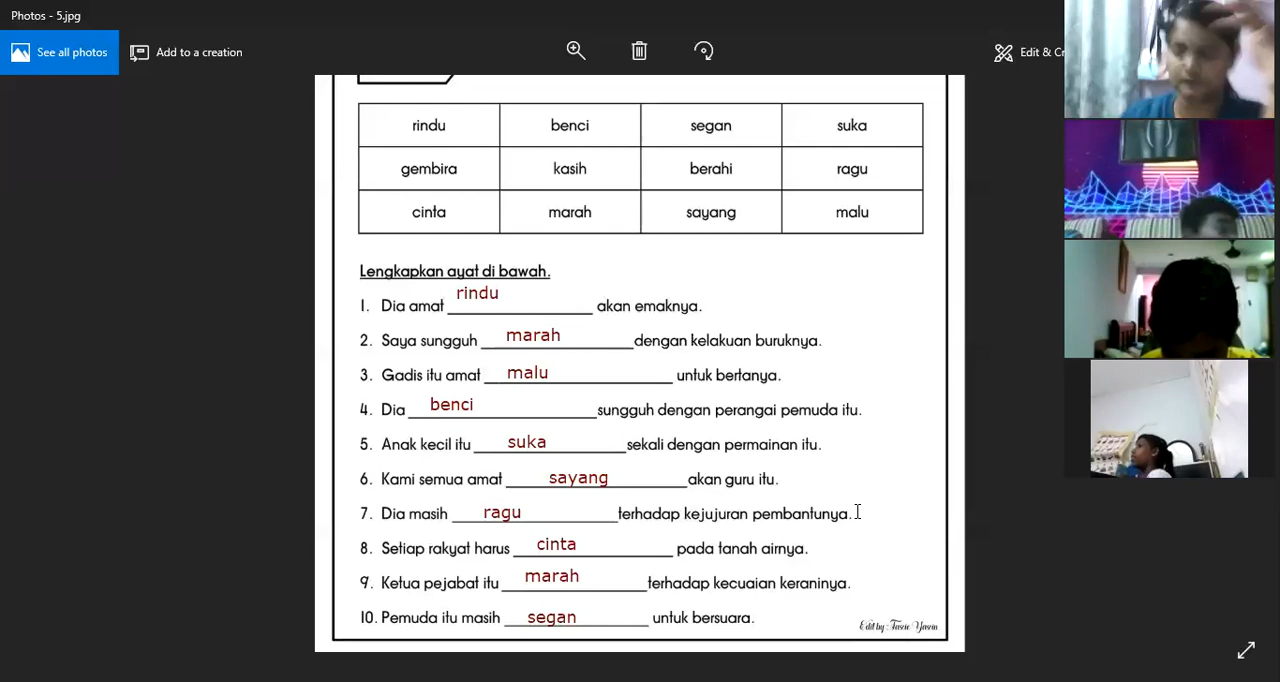 Photos - 5.jpg
See all photos
Add to a creation
Edit & Cr
rindu benci segan suka
gembira kasih berahi ragu
cinta marah sayang malu
Lengkapkan ayat di bawah.
1. Dia amat rindu akan emaknya.
2. Saya sungguh marah dengan kelakuan buruknya.
3. Gadis itu amat malu untuk bertanya.
4. Dia benci sungguh dengan perangai pemuda itu.
5. Anak kecil itu suka sekali dengan permainan itu.
6. Kami semua amat sayang akan guru itu.
7. Dia masih ragu terhadap kejujuran pembantunya.
8. Setiap rakyat harus cinta pada tanah airnya.
9. Ketua pejabat itu marah terhadap kecuaian keraninya.
10. Pemuda itu masih segan untuk bersuara.
Edit by :